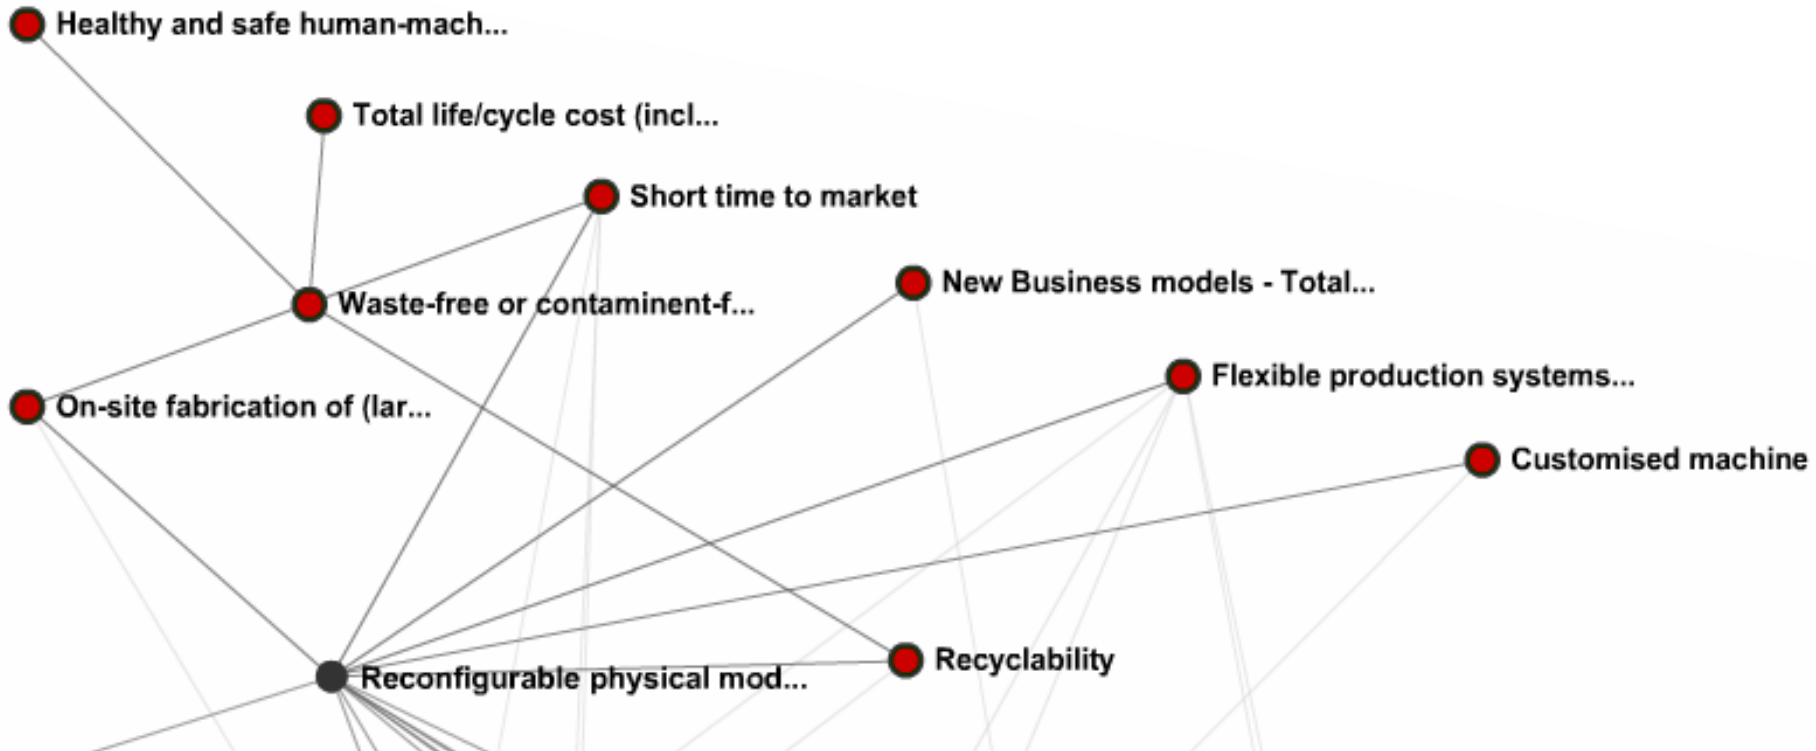 Healthy and safe human-mach...
Total life/cycle cost (incl...
Short time to market
New Business models - Total...
Waste-free or contaminent-f...
Flexible production systems...
On-site fabrication of (lar...
Customised machine
Recyclability
Reconfigurable physical mod...